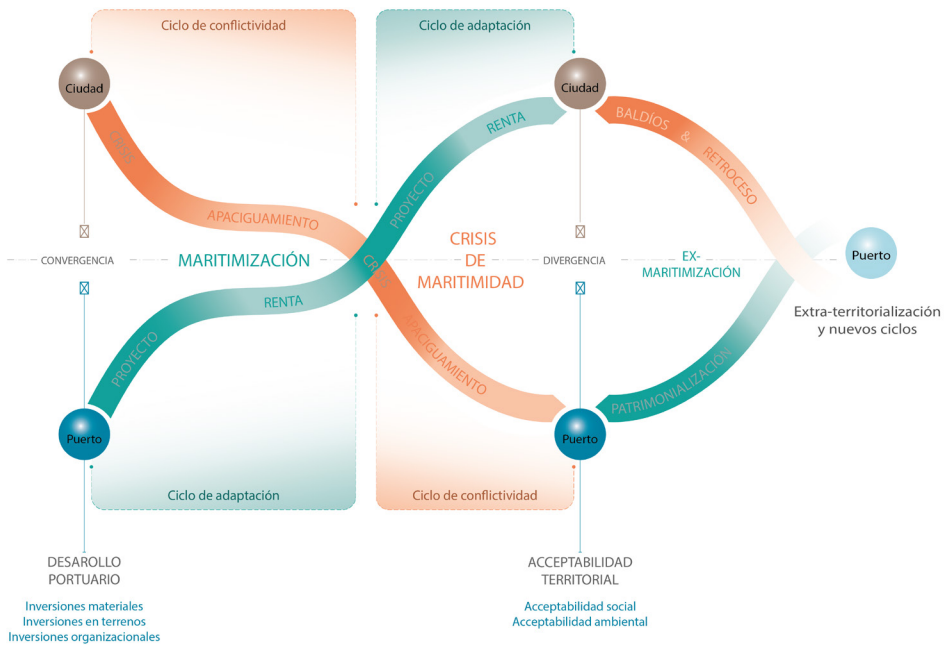 Ciclo de conflictividad
Ciclo de adaptación
Ciudad
Ciudad
CRISIS
APACIGUAMIENTO
PROYECTO
RENTA
BALDÍOS & RETROCESO
CONVERGENCIA
MARITIMIZACIÓN
CRISIS
DE
MARITIMIDAD
DIVERGENCIA
EX-
MARITIMIZACIÓN
Puerto
Extra-territorialización
y nuevos ciclos
PROYECTO
RENTA
CRISIS
APACIGUAMIENTO
PATRIMONIALIZACIÓN
Puerto
Puerto
Ciclo de adaptación
Ciclo de conflictividad
DESAROLLO
PORTUARIO
Inversiones materiales
Inversiones en terrenos
Inversiones organizacionales
ACCEPTABILIDAD
TERRITORIAL
Acceptabilidad social
Acceptabilidad ambiental